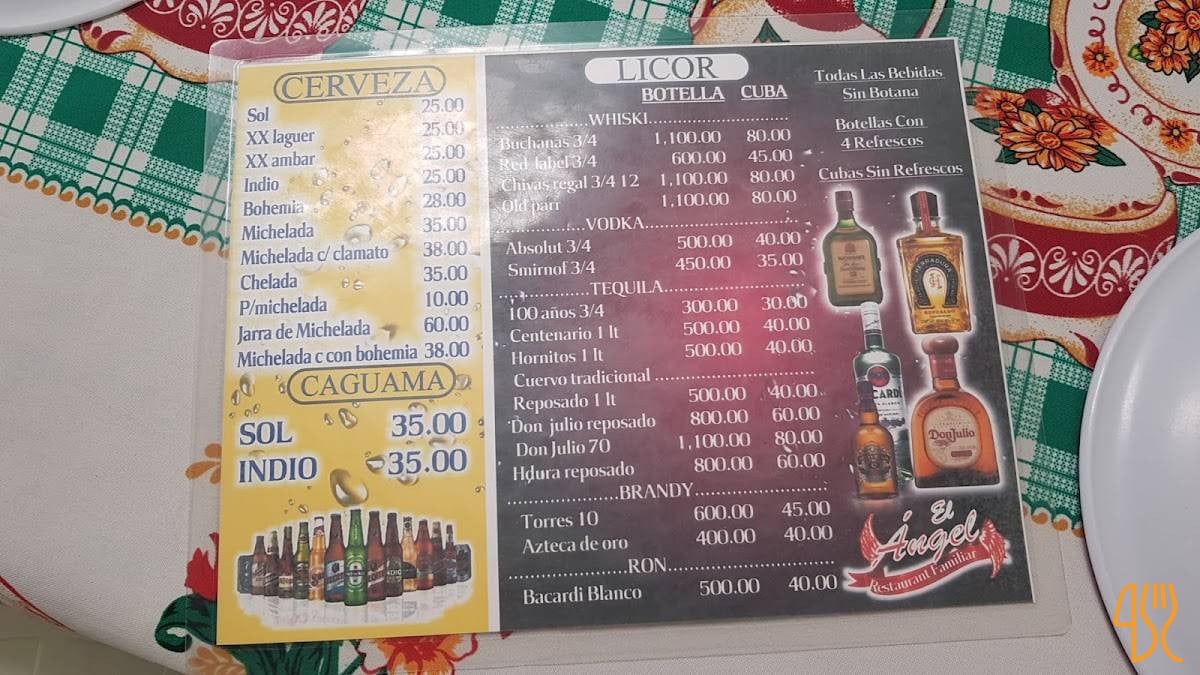 CERVEZA
Sol 25.00
XX laguer 25.00
XX ambar 25.00
Indio 25.00
Bohemia 28.00
Michelada 35.00
Michelada c/ clamato 38.00
Chelada 35.00
P/michelada 10.00
Jarra de Michelada 60.00
Michelada c con bohemia 38.00
CAGUAMA
SOL 35.00
INDIO 35.00
LICOR
BOTELLA CUBA
WHISKI
Buchanas 3/4 1,100.00 80.00
Red label 3/4 600.00 45.00
Chivas regal 3/4 12 1,100.00 80.00
Old parr 1,100.00 80.00
VODKA
Absolut 3/4 500.00 40.00
Smirnof 3/4 450.00 35.00
TEQUILA
100 años 3/4 300.00 30.00
Centenario 1 lt 500.00 40.00
Hornitos 1 lt 500.00 40.00
Cuervo tradicional
Reposado 1 lt 500.00 40.00
Don julio reposado 800.00 60.00
Don Julio 70 1,100.00 80.00
Hdura reposado 800.00 60.00
BRANDY
Torres 10 600.00 45.00
Azteca de oro 400.00 40.00
RON
Bacardi Blanco 500.00 40.00
Todas Las Bebidas
Sin Botana
Botellas Con
4 Refrescos
Cubas Sin Refrescos
HERRADURA
CARDI
Don Julio
El
Ángel
Restaurant Familiar